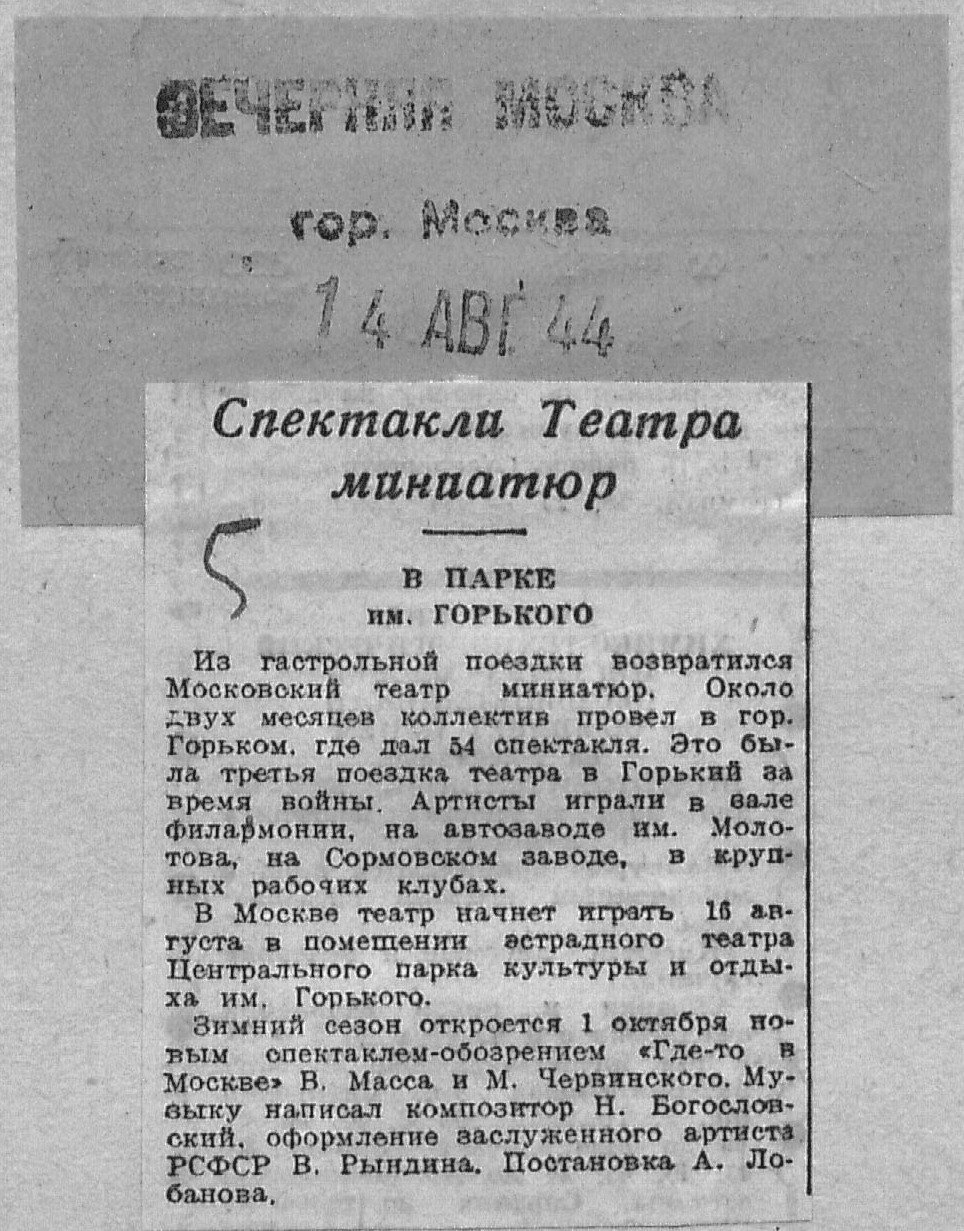 ВЕЧЕРНЯЯ МОСКВА
гор. Москва
14 АВГ 44
Спектакли Театра
миниатюр
5
В ПАРКЕ
им. ГОРЬКОГО
Из гастрольной поездки возвратился
Московский театр миниатюр. Около
двух месяцев коллектив провел в гор.
Горьком, где дал 54 спектакля. Это бы-
ла третья поездка театра в Горький за
время войны. Артисты играли в зале
филармонии, на автозаводе им. Моло-
това, на Сормовском заводе, в круп-
ных рабочих клубах.
В Москве театр начнет играть 16 ав-
густа в помещении эстрадного театра
Центрального парка культуры и отды-
ха им. Горького.
Зимний сезон откроется 1 октября но-
вым спектаклем-обозрением «Где-то в
Москве» В. Масса и М. Червинского. Му-
зыку написал композитор Н. Богослов-
ский, оформление заслуженного артиста
РСФСР В. Рындина. Постановка А. Ло-
банова.